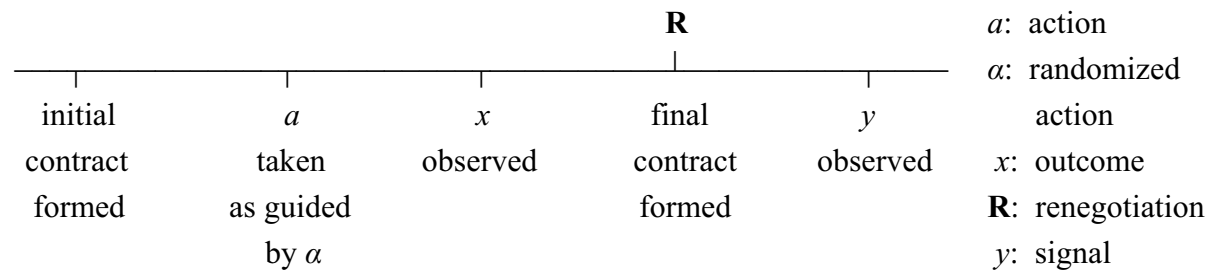 R
initial
contract
formed
a
taken
as guided
by α
x
observed
final
contract
formed
y
observed
a: action
α: randomized
action
x: outcome
R: renegotiation
y: signal